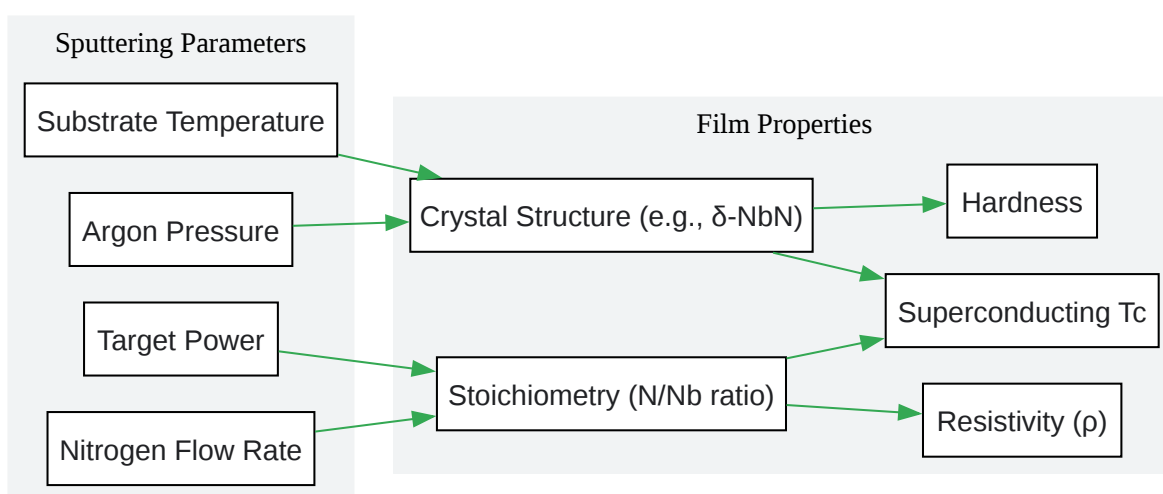 Sputtering Parameters
Substrate Temperature
Argon Pressure
Target Power
Nitrogen Flow Rate
Film Properties
Crystal Structure (e.g., δ-NbN)
Stoichiometry (N/Nb ratio)
Hardness
Superconducting Tc
Resistivity (ρ)